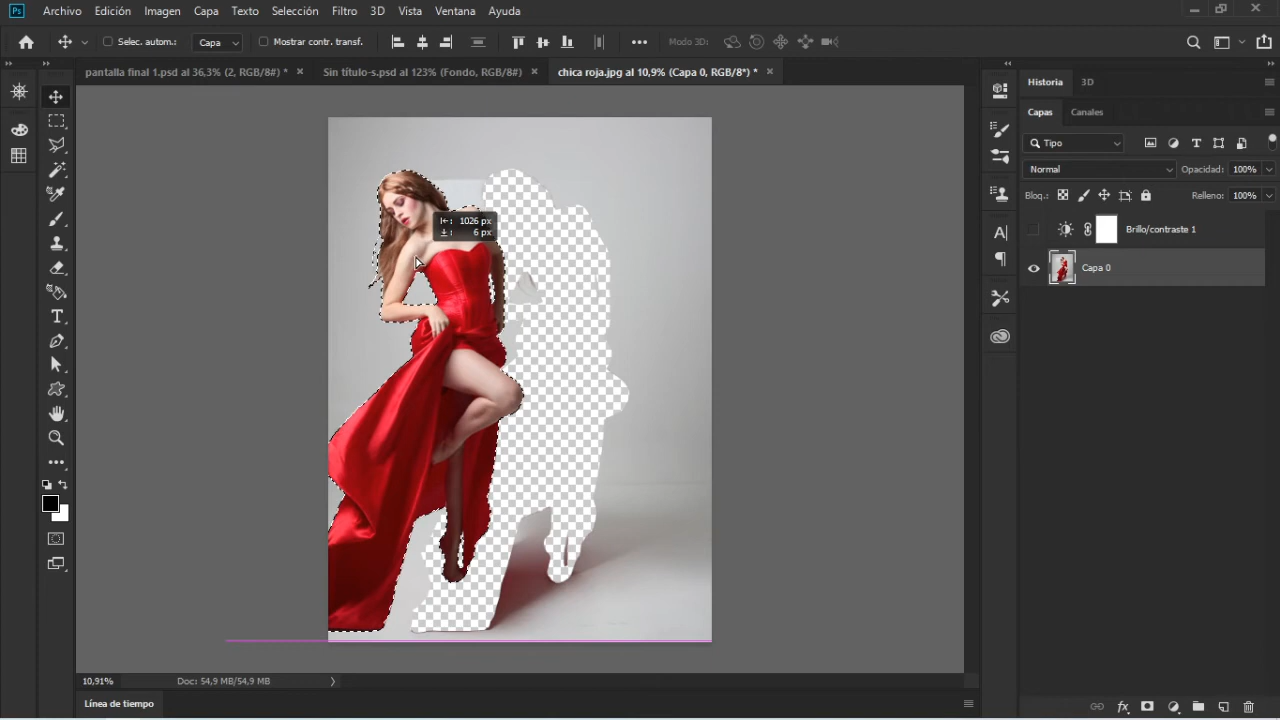 Ps Archivo Edición Imagen Capa Texto Selección Filtro 3D Vista Ventana Ayuda
Selec. autom.: Capa Mostrar contr. transf. Modo 3D:
pantalla final 1.psd al 36,3% (2, RGB/8#) * Sin título-s.psd al 123% (Fondo, RGB/8#) chica roja.jpg al 10,9% (Capa 0, RGB/8*) *
Historia 3D
Capas Canales
Tipo
Normal Opacidad: 100%
Bloq.: Relleno: 100%
Brillo/contraste 1
Capa 0
1026 px
6 px
10,91% Doc: 54,9 MB/54,9 MB
Línea de tiempo